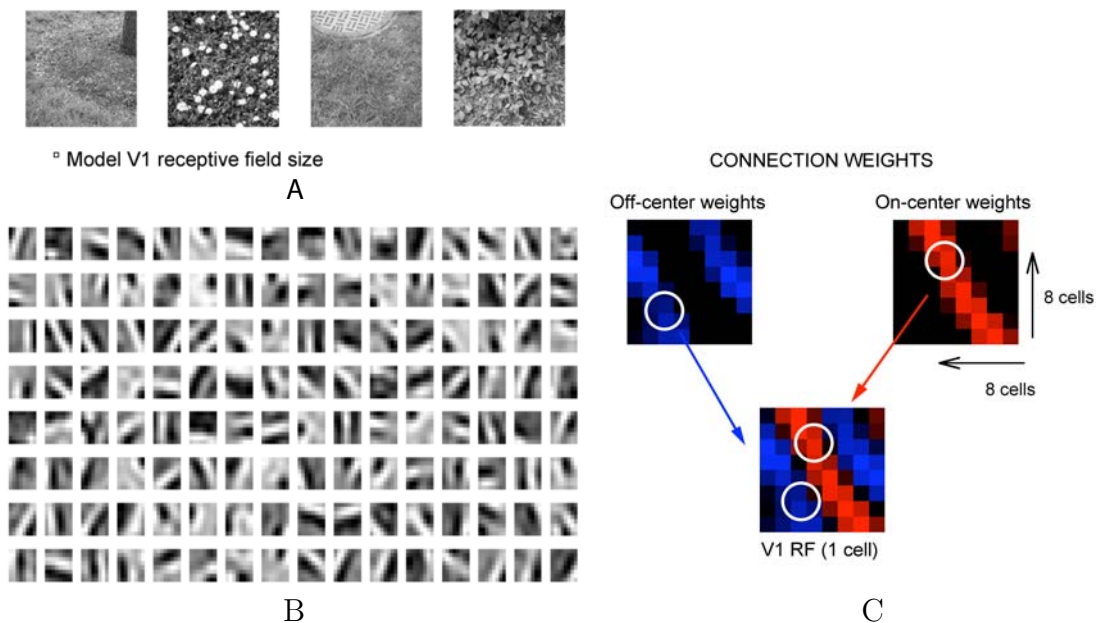 Model V1 receptive field size
A
CONNECTION WEIGHTS
Off-center weights
On-center weights
8 cells
8 cells
V1 RF (1 cell)
B
C